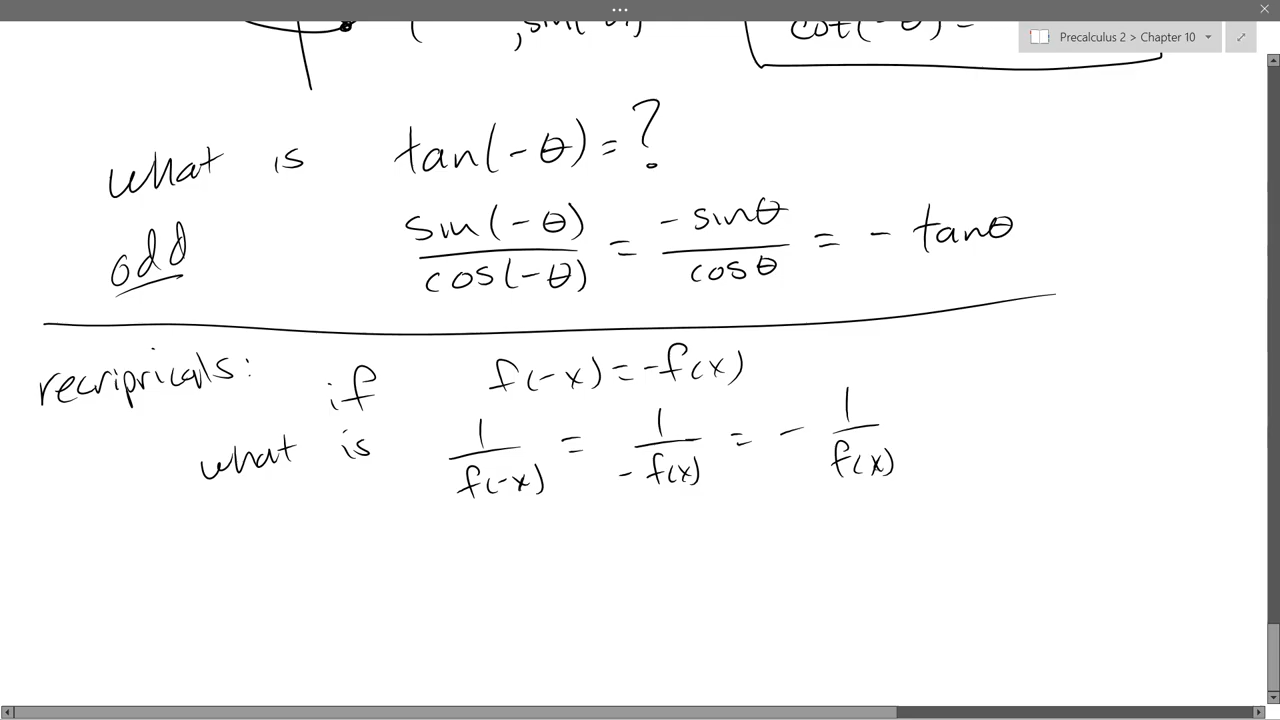 cot(-θ) =
Precalculus 2 > Chapter 10
What is tan(-θ) = ?
odd sin(-θ)/cos(-θ) = -sinθ/cosθ = -tanθ
recripricals: if f(-x) = -f(x)
what is 1/f(-x) = 1/-f(x) = - 1/f(x)